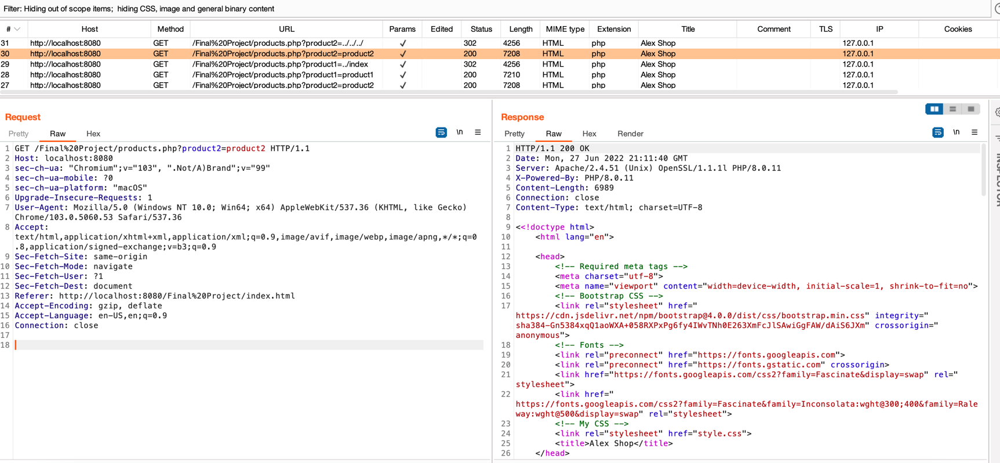 Filter: Hiding out of scope items;  hiding CSS, image and general binary content
# Host Method URL Params Edited Status Length MIME type Extension Title Comment TLS IP Cookies
31 http://localhost:8080 GET /Final%20Project/products.php?product2=../../../ ✓ 302 4256 HTML php Alex Shop 127.0.0.1
30 http://localhost:8080 GET /Final%20Project/products.php?product2=product2 ✓ 200 7208 HTML php Alex Shop 127.0.0.1
29 http://localhost:8080 GET /Final%20Project/products.php?product1=../index ✓ 302 4256 HTML php Alex Shop 127.0.0.1
28 http://localhost:8080 GET /Final%20Project/products.php?product1=product1 ✓ 200 7210 HTML php Alex Shop 127.0.0.1
27 http://localhost:8080 GET /Final%20Project/products.php?product2=product2 ✓ 200 7208 HTML php Alex Shop 127.0.0.1
Request
Pretty Raw Hex \n
1 GET /Final%20Project/products.php?product2=product2 HTTP/1.1
2 Host: localhost:8080
3 sec-ch-ua: "Chromium";v="103", ".Not/A)Brand";v="99"
4 sec-ch-ua-mobile: ?0
5 sec-ch-ua-platform: "macOS"
6 Upgrade-Insecure-Requests: 1
7 User-Agent: Mozilla/5.0 (Windows NT 10.0; Win64; x64) AppleWebKit/537.36 (KHTML, like Gecko)
Chrome/103.0.5060.53 Safari/537.36
8 Accept:
text/html,application/xhtml+xml,application/xml;q=0.9,image/avif,image/webp,image/apng,*/*;q=0
.8,application/signed-exchange;v=b3;q=0.9
9 Sec-Fetch-Site: same-origin
10 Sec-Fetch-Mode: navigate
11 Sec-Fetch-User: ?1
12 Sec-Fetch-Dest: document
13 Referer: http://localhost:8080/Final%20Project/index.html
14 Accept-Encoding: gzip, deflate
15 Accept-Language: en-US,en;q=0.9
16 Connection: close
17
18
Response
Pretty Raw Hex Render \n
1 HTTP/1.1 200 OK
2 Date: Mon, 27 Jun 2022 21:11:40 GMT
3 Server: Apache/2.4.51 (Unix) OpenSSL/1.1.1l PHP/8.0.11
4 X-Powered-By: PHP/8.0.11
5 Content-Length: 6989
6 Connection: close
7 Content-Type: text/html; charset=UTF-8
8
9 <<!doctype html>
10 <html lang="en">
11
12 <head>
13 <!-- Required meta tags -->
14 <meta charset="utf-8">
15 <meta name="viewport" content="width=device-width, initial-scale=1, shrink-to-fit=no">
16 <!-- Bootstrap CSS -->
17 <link rel="stylesheet" href="
https://cdn.jsdelivr.net/npm/bootstrap@4.0.0/dist/css/bootstrap.min.css" integrity="
sha384-Gn5384xqQ1aoWXA+058RXPxPg6fy4IWvTNh0E263XmFcJlSAwiGgFAW/dAiS6JXm" crossorigin="
anonymous">
18 <!-- Fonts -->
19 <link rel="preconnect" href="https://fonts.googleapis.com">
20 <link rel="preconnect" href="https://fonts.gstatic.com" crossorigin>
21 <link href="https://fonts.googleapis.com/css2?family=Fascinate&display=swap" rel="
stylesheet">
22 <link href="
https://fonts.googleapis.com/css2?family=Fascinate&family=Inconsolata:wght@300;400&family=Rale
way:wght@500&display=swap" rel="stylesheet">
23 <!-- My CSS -->
24 <link rel="stylesheet" href="style.css">
25 <title>Alex Shop</title>
26 </head>
INSPECTOR